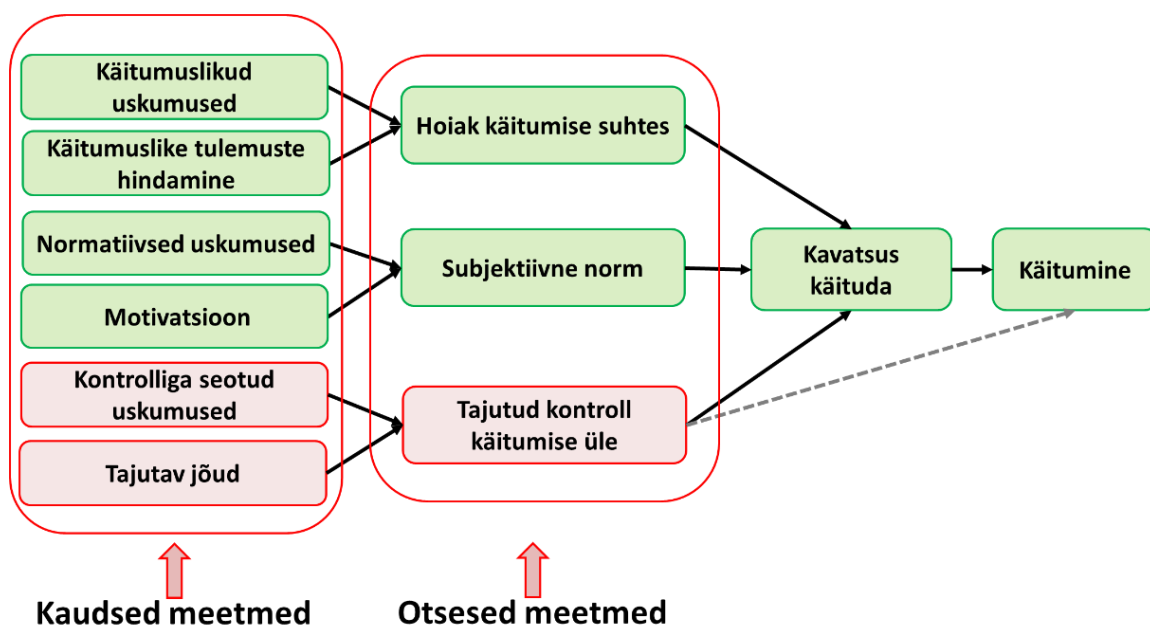 Käitumuslikud
uskumused
Käitumuslike tulemuste
hindamine
Normatiivsed uskumused
Motivatsioon
Kontrolliga seotud
uskumused
Tajutav jõud
Hoiak käitumise suhtes
Subjektiivne norm
Tajutud kontroll
käitumise üle
Kavatsus
käituda
Käitumine
Kaudsed meetmed
Otsesed meetmed